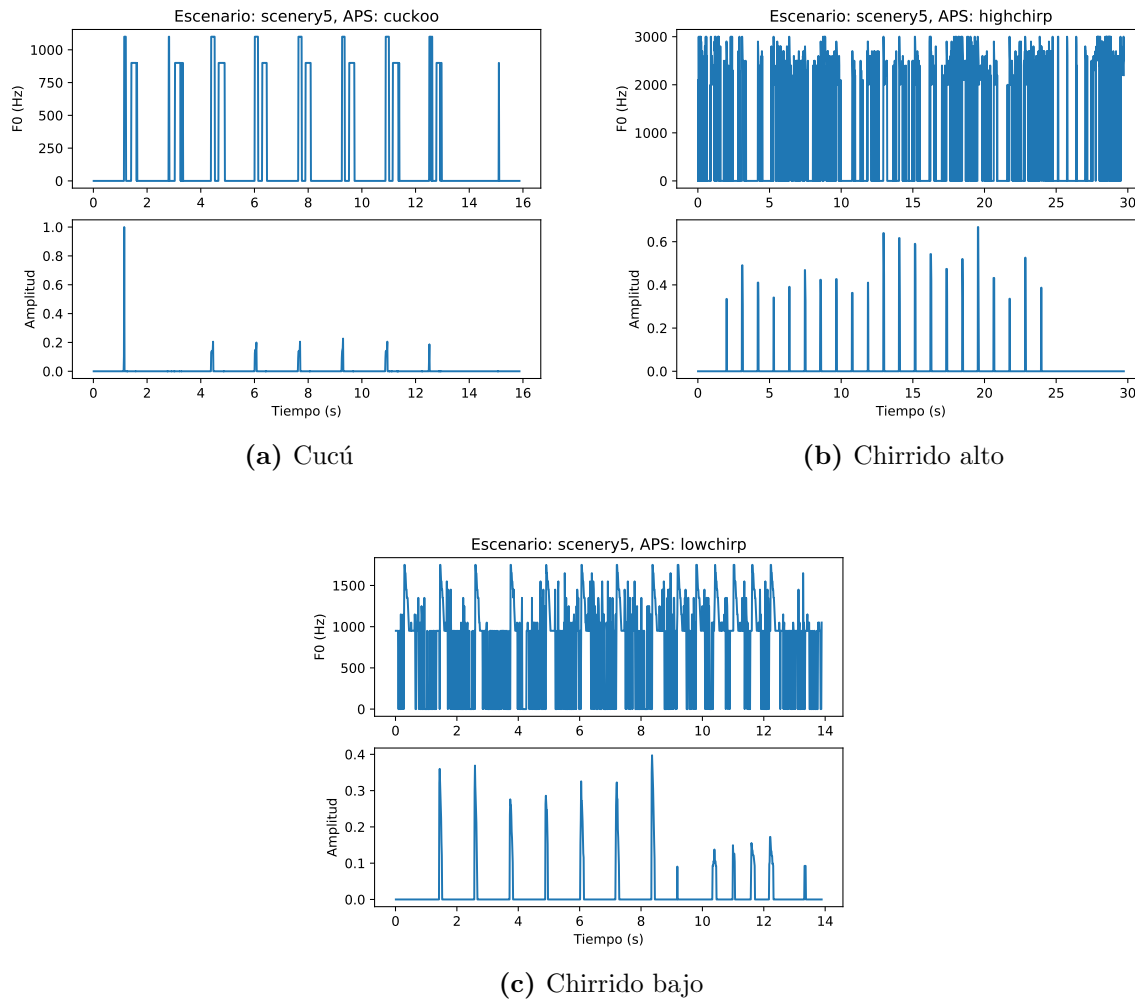 Escenario: scenery5, APS: cuckoo
F0 (Hz)
1000
750
500
250
0
0 2 4 6 8 10 12 14 16
Amplitud
1.0
0.8
0.6
0.4
0.2
0.0
0 2 4 6 8 10 12 14 16
Tiempo (s)
(a) Cucú
Escenario: scenery5, APS: highchirp
F0 (Hz)
3000
2000
1000
0
0 5 10 15 20 25 30
Amplitud
0.6
0.4
0.2
0.0
0 5 10 15 20 25 30
Tiempo (s)
(b) Chirrido alto
Escenario: scenery5, APS: lowchirp
F0 (Hz)
1500
1000
500
0
0 2 4 6 8 10 12 14
Amplitud
0.4
0.3
0.2
0.1
0.0
0 2 4 6 8 10 12 14
Tiempo (s)
(c) Chirrido bajo